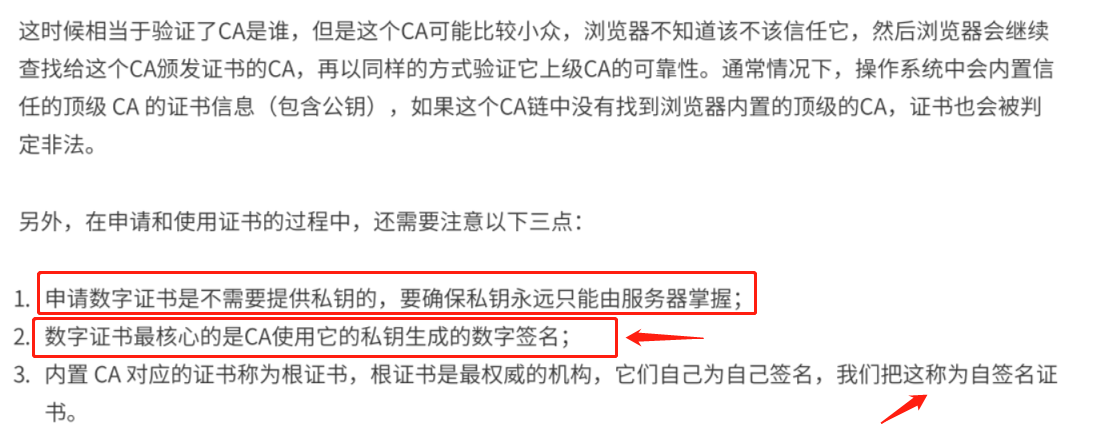 这时候相当于验证了CA是谁，但是这个CA可能比较小众，浏览器不知道该不该信任它，然后浏览器会继续
查找给这个CA颁发证书的CA，再以同样的方式验证它上级CA的可靠性。通常情况下，操作系统中会内置信
任的顶级 CA 的证书信息（包含公钥），如果这个CA链中没有找到浏览器内置的顶级的CA，证书也会被判
定非法。
另外，在申请和使用证书的过程中，还需要注意以下三点：
1. 申请数字证书是不需要提供私钥的，要确保私钥永远只能由服务器掌握；
2. 数字证书最核心的是CA使用它的私钥生成的数字签名；
3. 内置 CA 对应的证书称为根证书，根证书是最权威的机构，它们自己为自己签名，我们把这称为自签名证
书。